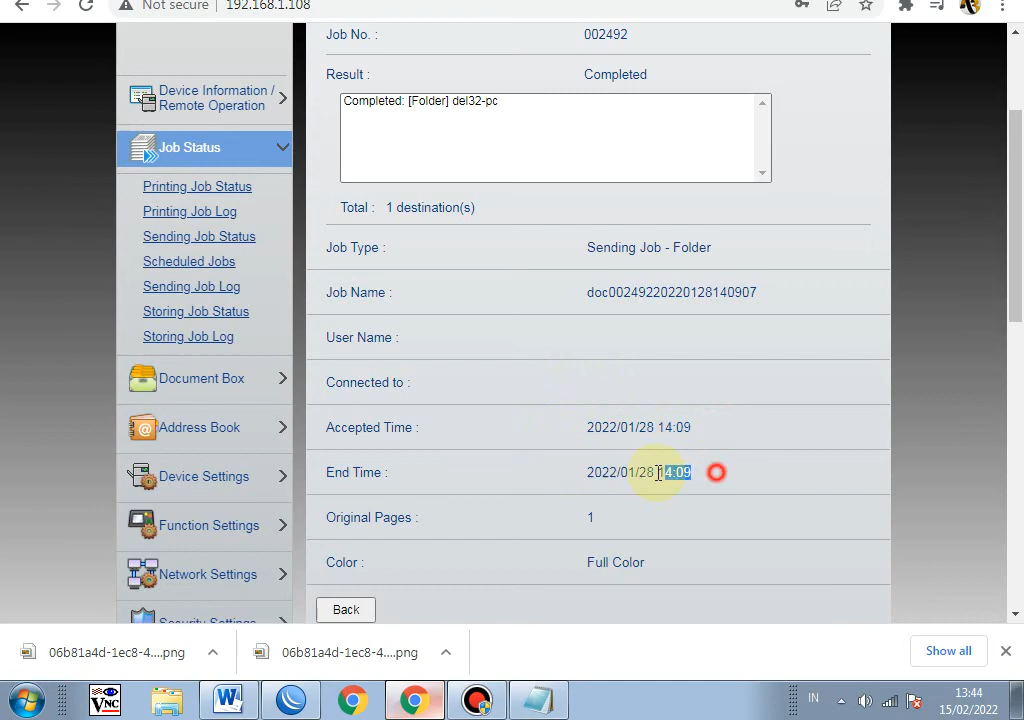 Not secure | 192.168.1.108
Device Information /
Remote Operation
Job Status
Printing Job Status
Printing Job Log
Sending Job Status
Scheduled Jobs
Sending Job Log
Storing Job Status
Storing Job Log
Document Box
Address Book
Device Settings
Function Settings
Network Settings
Security Settings
Job No. : 002492
Result : Completed
Completed: [Folder] del32-pc
Total : 1 destination(s)
Job Type : Sending Job - Folder
Job Name : doc00249220220128140907
User Name :
Connected to :
Accepted Time : 2022/01/28 14:09
End Time : 2022/01/28 14:09
Original Pages : 1
Color : Full Color
Back
06b81a4d-1ec8-4....png
06b81a4d-1ec8-4....png
Show all
VNC
W
IN
13:44
15/02/2022